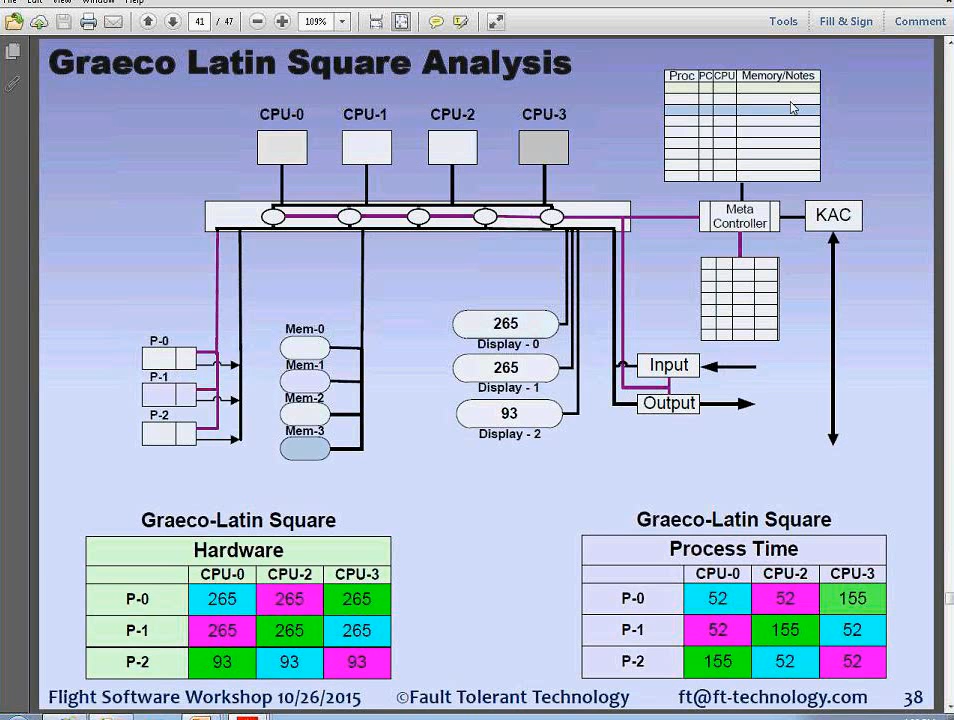 41 / 47
109%
Tools Fill & Sign Comment
Graeco Latin Square Analysis
Proc PC CPU Memory/Notes
CPU-0 CPU-1 CPU-2 CPU-3
Meta
Controller
KAC
265
Display - 0
265
Display - 1
93
Display - 2
P-0
P-1
P-2
Mem-0
Mem-1
Mem-2
Mem-3
Input
Output
Graeco-Latin Square
Hardware
CPU-0 CPU-2 CPU-3
P-0 265 265 265
P-1 265 265 265
P-2 93 93 93
Graeco-Latin Square
Process Time
CPU-0 CPU-2 CPU-3
P-0 52 52 155
P-1 52 155 52
P-2 155 52 52
Flight Software Workshop 10/26/2015 ©Fault Tolerant Technology ft@ft-technology.com 38